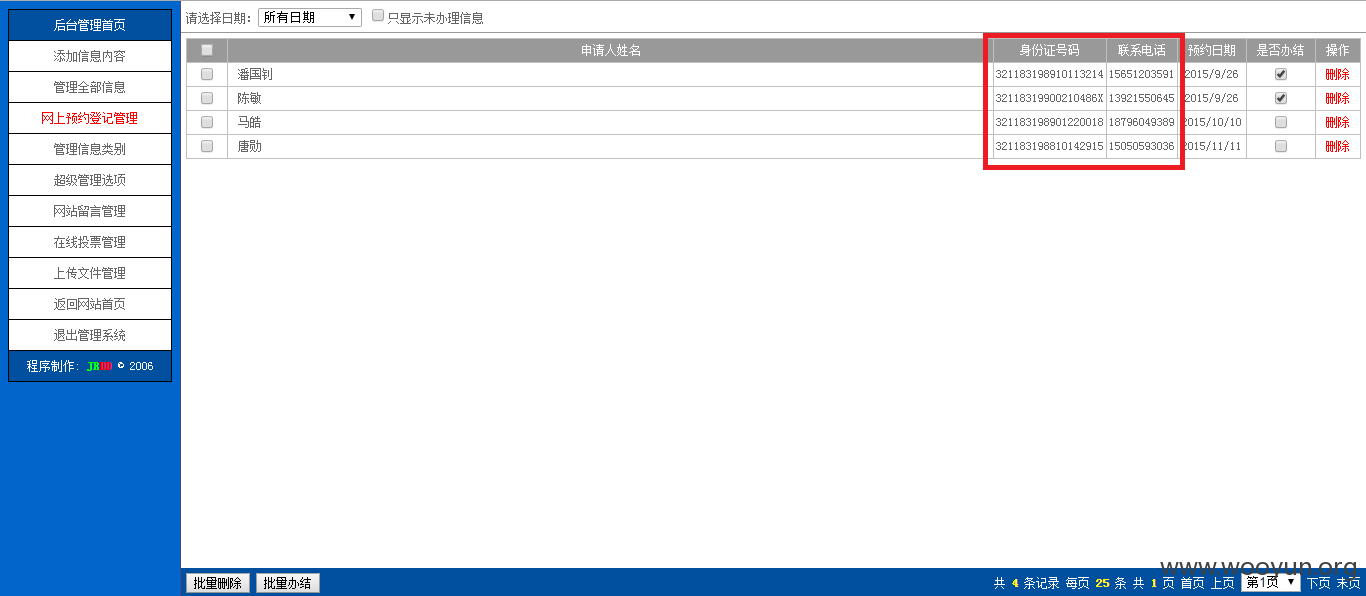 后台管理首页
添加信息内容
管理全部信息
网上预约登记管理
管理信息类别
超级管理选项
网站留言管理
在线投票管理
上传文件管理
返回网站首页
退出管理系统
程序制作: © 2006
请选择日期: 所有日期 只显示未办理信息
申请人姓名 身份证号码 联系电话 预约日期 是否办结 操作
潘国钊 321183198910113214 15651203591 2015/9/26 删除
陈敏 32118319900210486X 13921550645 2015/9/26 删除
马皓 321183198901220018 18796049389 2015/10/10 删除
唐勋 321183198810142915 15050593036 2015/11/11 删除
批量删除 批量办结
共 4 条记录 每页 25 条 共 1 页 首页 上页 第1页 下页 末页
www.wooyun.org